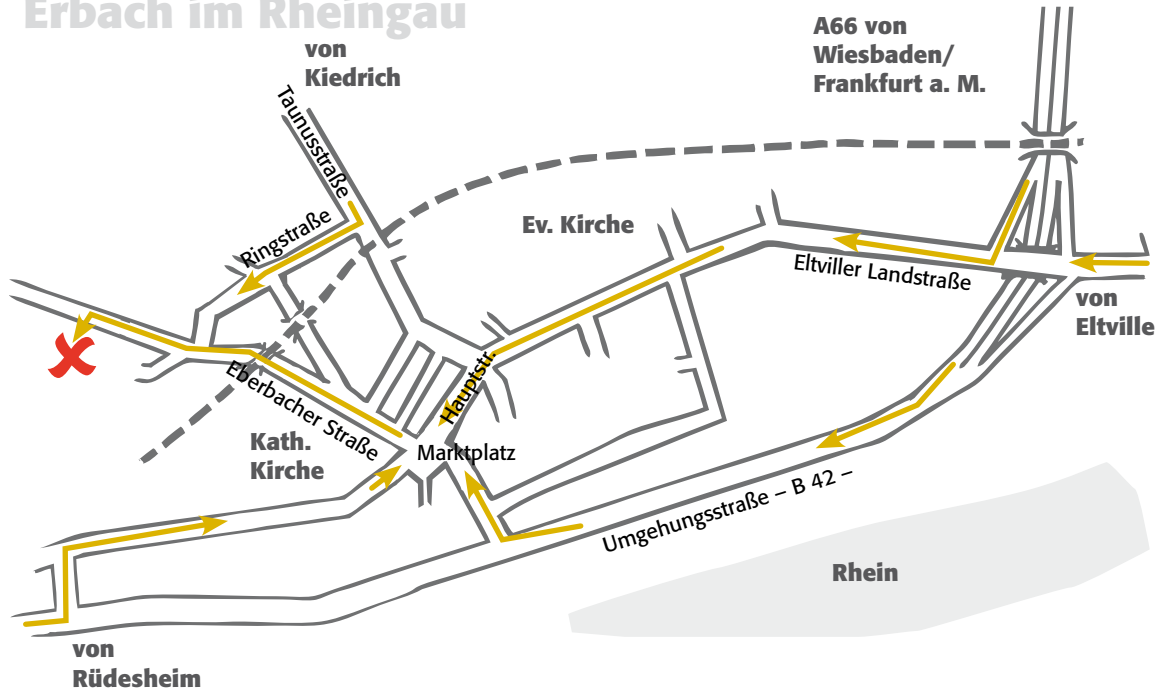 Erbach im Rheingau
von
Kiedrich
A66 von
Wiesbaden/
Frankfurt a. M.
Taunusstraße
Ringstraße
Ev. Kirche
Eltviller Landstraße
von
Eltville
Hauptstr.
Eberbacher Straße
Kath.
Kirche
Marktplatz
Umgehungsstraße – B 42 –
Rhein
von
Rüdesheim